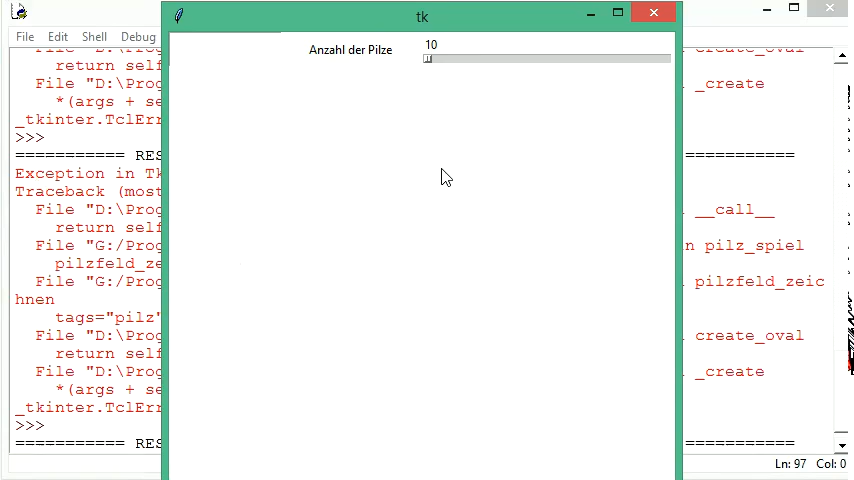 tk
File Edit Shell Debug
Anzahl der Pilze
10
return self
File "D:\Prog
_create
*(args + se
_tkinter.TclErr
>>>
=========== RES
===========
Exception in Tk
Traceback (most
File "D:\Prog
__call__
return self
File "G:/Prog
n pilz_spiel
pilzfeld_ze
File "G:/Prog
pilzfeld_zeic
hnen
tags="pilz"
File "D:\Prog
create_oval
return self
File "D:\Prog
_create
*(args + se
_tkinter.TclErr
>>>
=========== RES
===========
Ln: 97 Col: 0